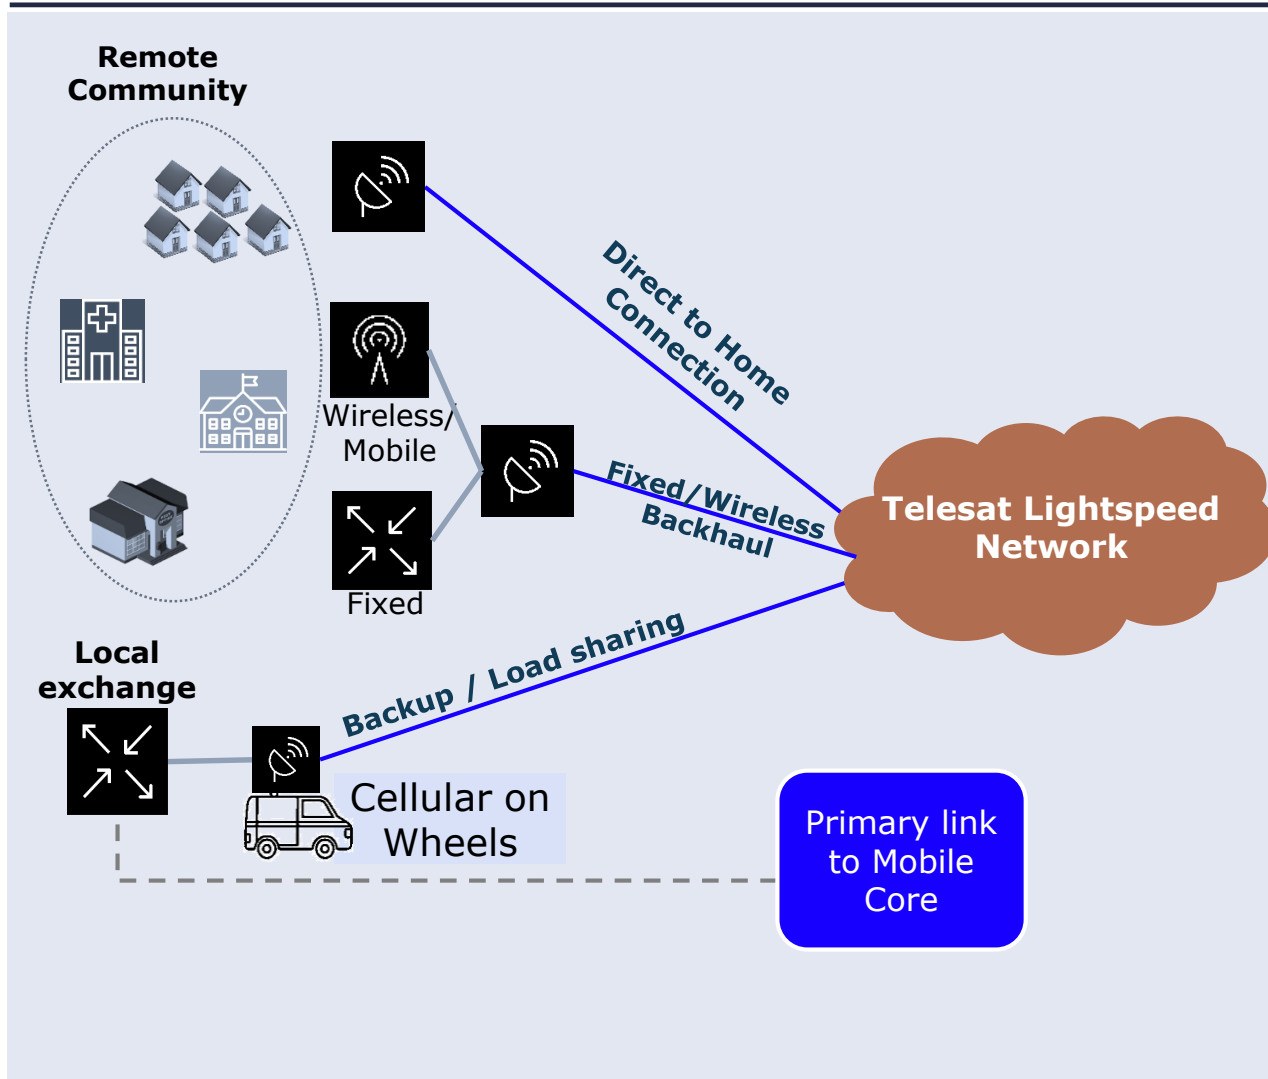 Remote
Community
Direct to Home
Connection
Wireless/
Mobile
Fixed/Wireless
Backhaul
Telesat Lightspeed
Network
Fixed
Local
exchange
Backup / Load sharing
Cellular on
Wheels
Primary link
to Mobile
Core